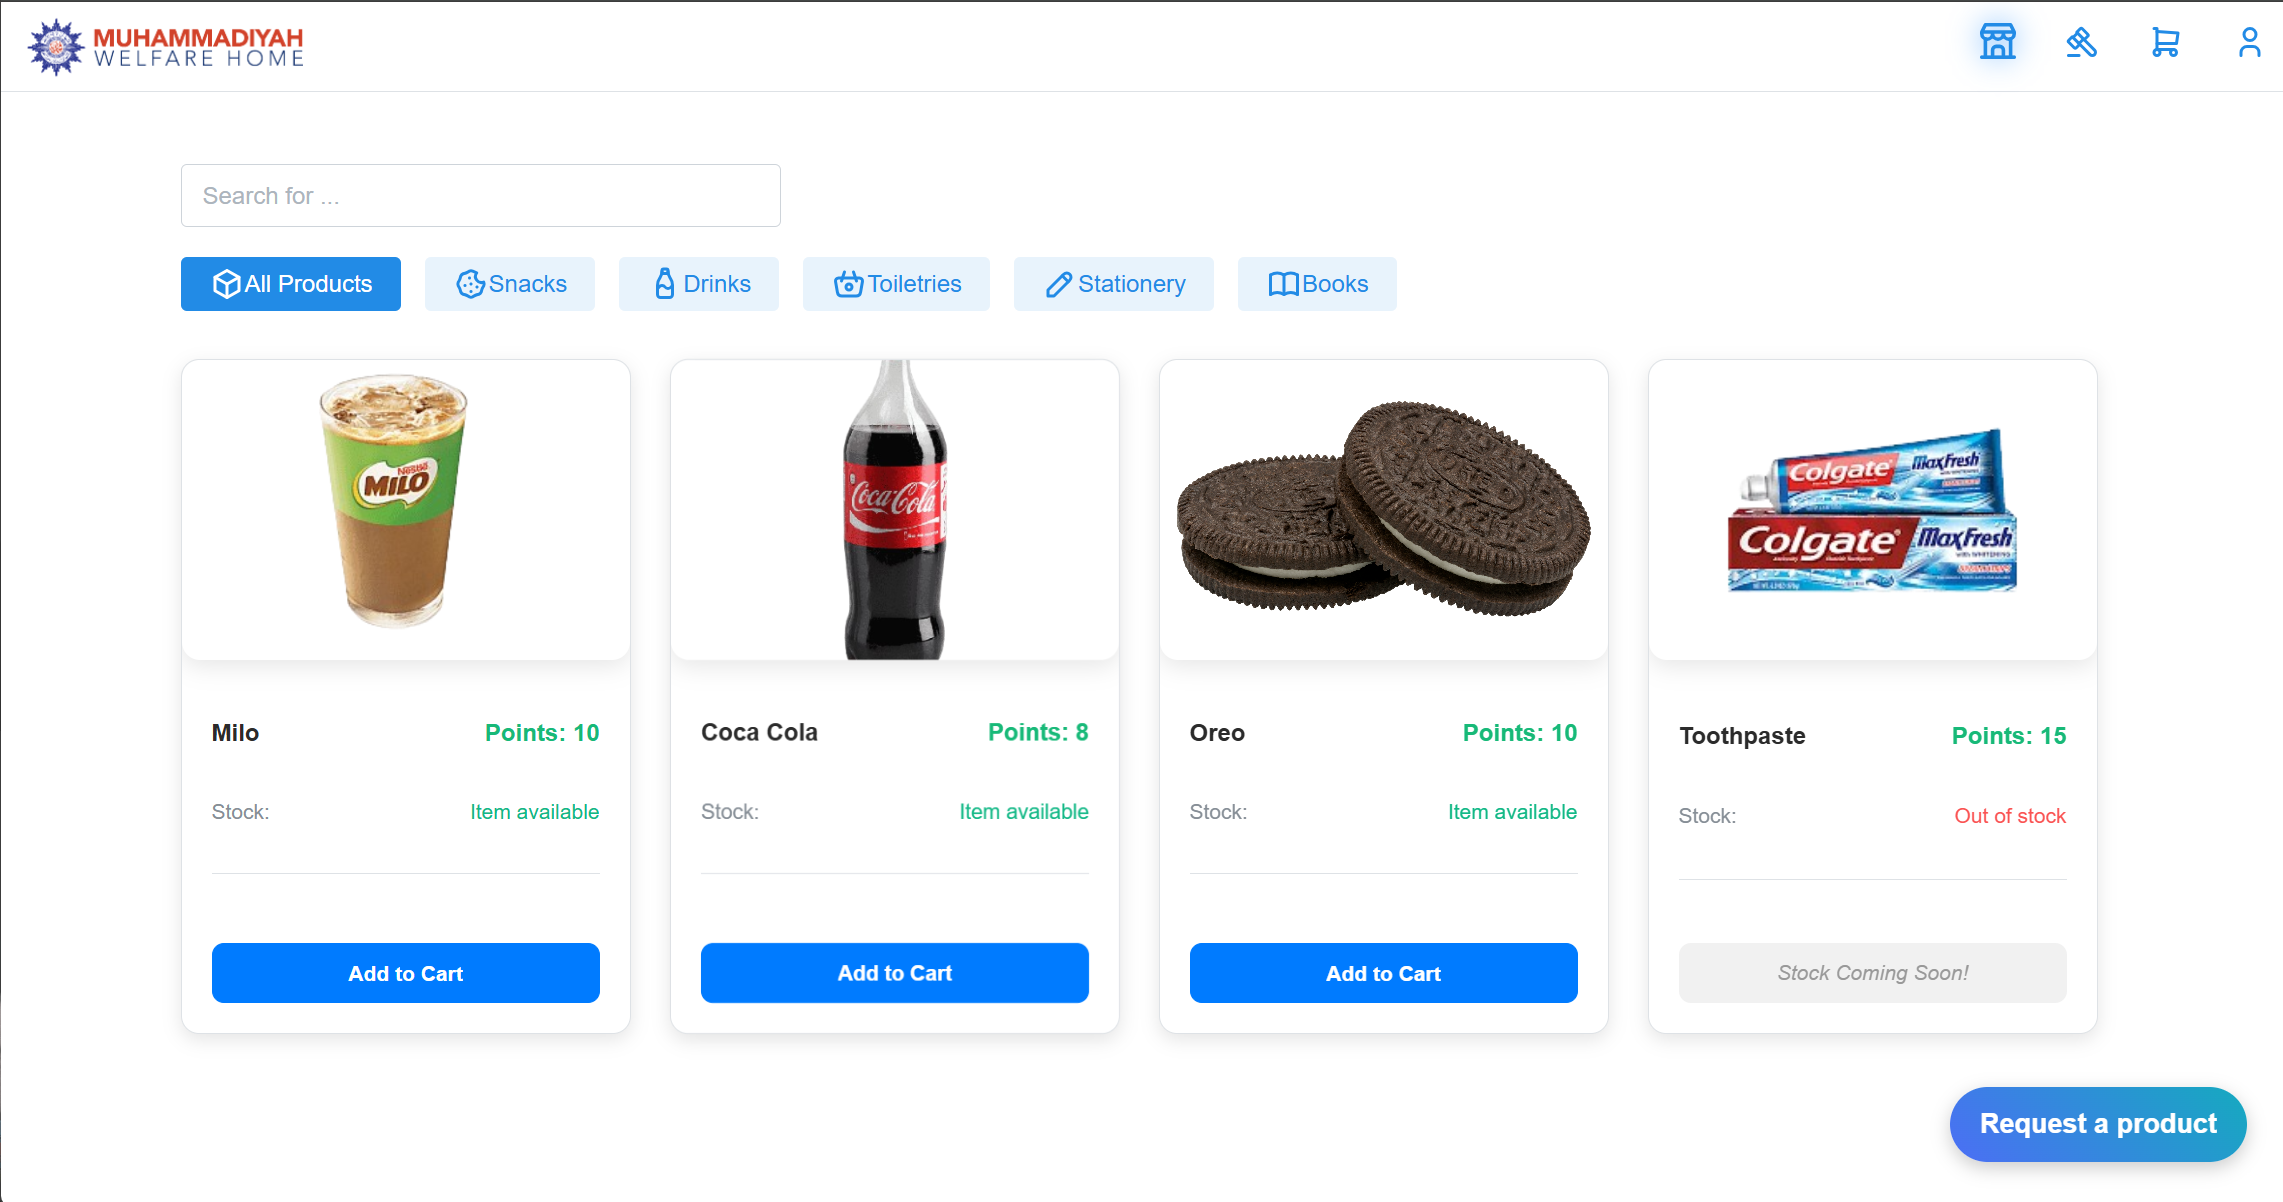 MUHAMMADIYAH
WELFARE HOME
Search for ...
All Products
Snacks
Drinks
Toiletries
Stationery
Books
Nestlé
MILO
Coca-Cola
Colgate MaxFresh
Colgate MaxFresh
with WHITENING
Milo
Points: 10
Stock:
Item available
Add to Cart
Coca Cola
Points: 8
Stock:
Item available
Add to Cart
Oreo
Points: 10
Stock:
Item available
Add to Cart
Toothpaste
Points: 15
Stock:
Out of stock
Stock Coming Soon!
Request a product